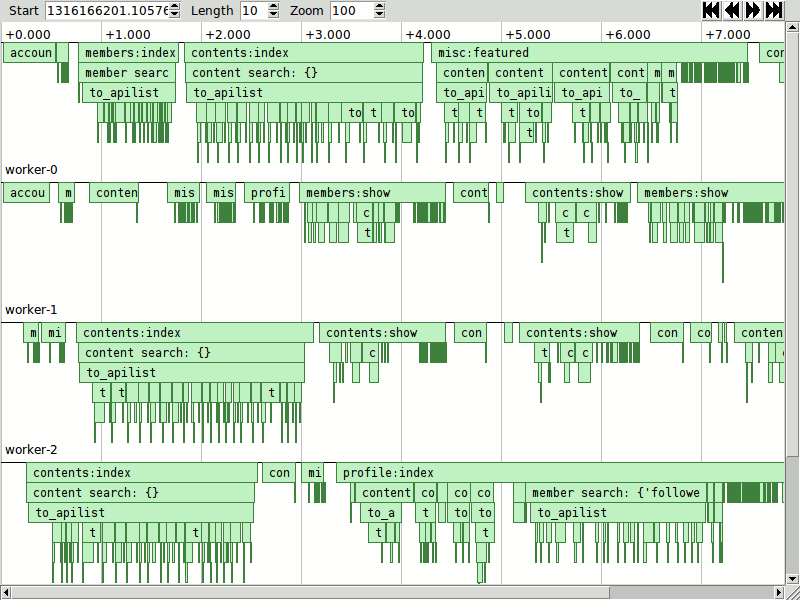 Start 1316166201.10576 Length 10 Zoom 100
+0.000 +1.000 +2.000 +3.000 +4.000 +5.000 +6.000 +7.000
accoun members:index contents:index misc:featured con
member searc content search: {} conten content content cont m m
to_apilist to_apilist to_api to_apili to_api to_ t
to t to t t t to t
t
worker-0
accou m conten mis mis profi members:show cont contents:show members:show
c c c
t t
worker-1
m mi contents:index contents:show con contents:show con co conten
content search: {} c t c c
to_apilist
t t t
worker-2
contents:index con mi profile:index
content search: {} content co co co member search: {'followe
to_apilist to_a t to to to_apilist
t t t t